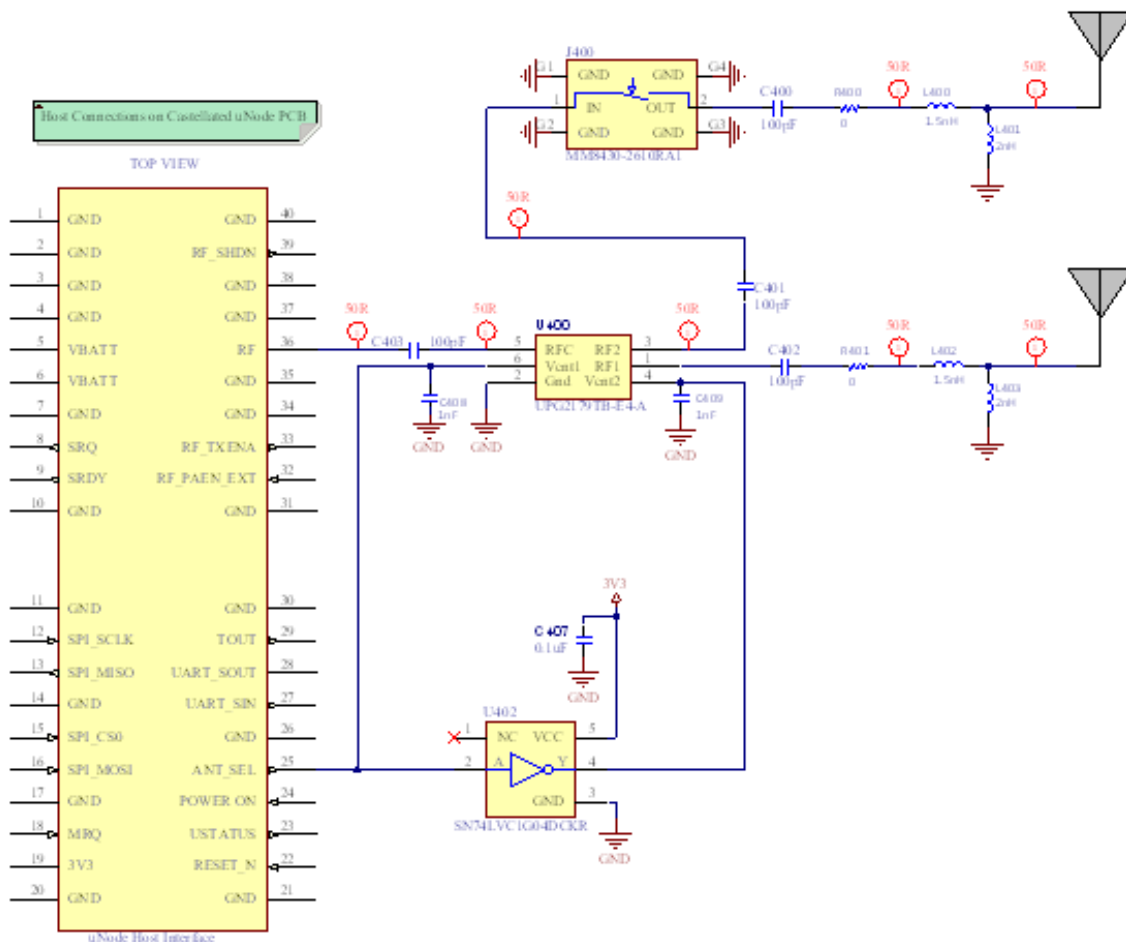 Host Connections on Castellated uNode PCB
TOP VIEW
1 GND GND 40
2 GND RF_SHDN 39
3 GND GND 38
4 GND GND 37
5 VBATT RF 36
6 VBATT GND 35
7 GND GND 34
8 SRQ RF_TXENA 33
9 SRDY RF_PAEN_EXT 32
10 GND GND 31
11 GND GND 30
12 SPI_SCLK TOUT 29
13 SPI_MISO UART_SOUT 28
14 GND UART_SIN 27
15 SPI_CS0 GND 26
16 SPI_MOSI ANT_SEL 25
17 GND POWER ON 24
18 MRQ USTATUS 23
19 3V3 RESET_N 22
20 GND GND 21
uNode Host Interface
J400
G1 GND GND G4
1 IN OUT 2
G2 GND GND G3
MM8430-2610RA1
C400
100pF
R400
0
50R
L400
1.5nH
50R
L401
2nH
50R
C401
100pF
50R
C403 100pF
50R
U400
50R
5 RFC RF2 3
6 Vcnt1 RF1 1
2 Gnd Vcnt2 4
UPG2179TB-E4-A
C408
1nF
GND
GND
C409
1nF
GND
C402
100pF
R401
0
50R
L402
1.5nH
50R
L403
2nH
3V3
C407
0.1uF
GND
U402
1 NC VCC 5
2 A Y 4
GND 3
SN74LVC1G04DCKR
GND